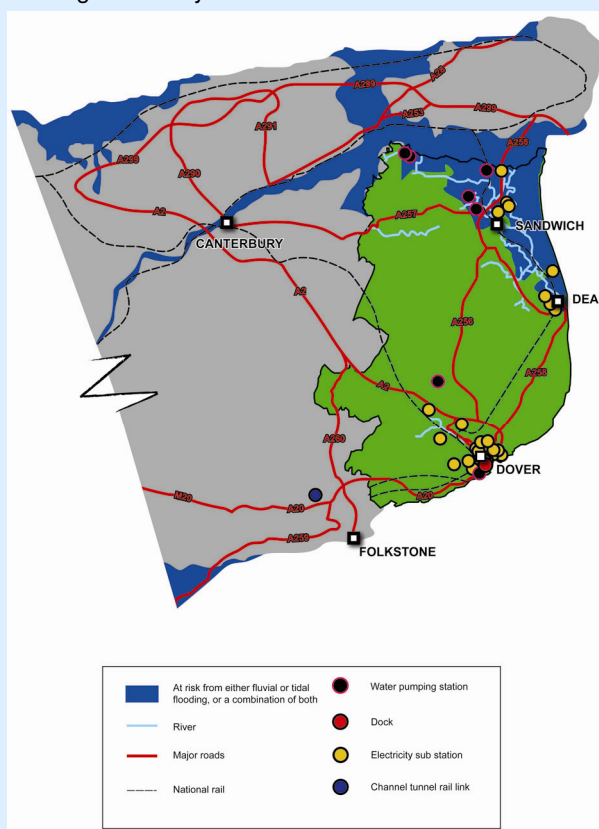 A28
A299
A253
A299
A291
A299
A290
A256
A2
A257
SANDWICH
CANTERBURY
A2
DEA
A256
A258
A2
A260
DOVER
M20
A20
A20
A259
FOLKSTONE
At risk from either fluvial or tidal
flooding, or a combination of both
River
Major roads
National rail
Water pumping station
Dock
Electricity sub station
Channel tunnel rail link